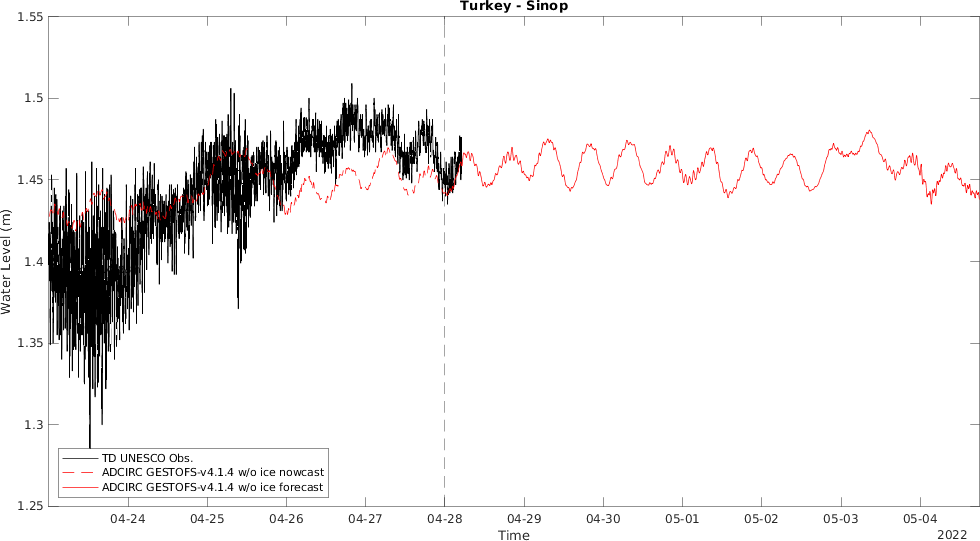 Turkey - Sinop
Water Level (m)
1.55
1.5
1.45
1.4
1.35
1.3
1.25
TD UNESCO Obs.
ADCIRC GESTOFS-v4.1.4 w/o ice nowcast
ADCIRC GESTOFS-v4.1.4 w/o ice forecast
04-24 04-25 04-26 04-27 04-28 04-29 04-30 05-01 05-02 05-03 05-04
Time
2022